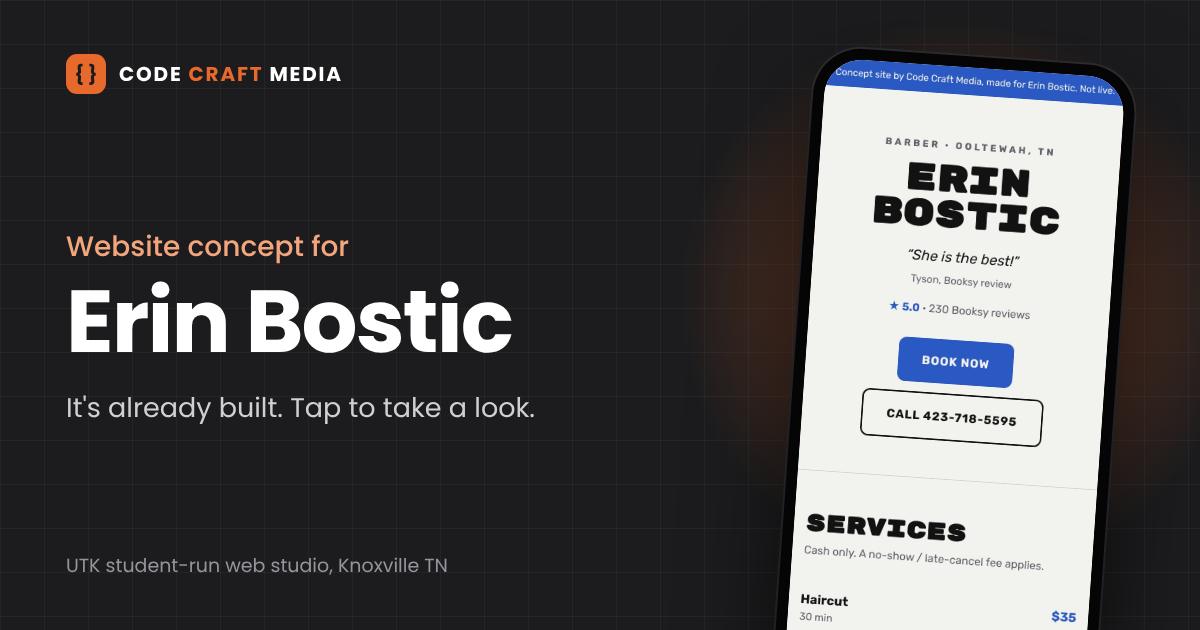 { } CODE CRAFT MEDIA
Website concept for
Erin Bostic
It's already built. Tap to take a look.
UTK student-run web studio, Knoxville TN
Concept site by Code Craft Media, made for Erin Bostic. Not live.
BARBER • OOLTEWAH, TN
ERIN
BOSTIC
“She is the best!”
Tyson, Booksy review
★ 5.0 • 230 Booksy reviews
BOOK NOW
CALL 423-718-5595
SERVICES
Cash only. A no-show / late-cancel fee applies.
Haircut
30 min
$35